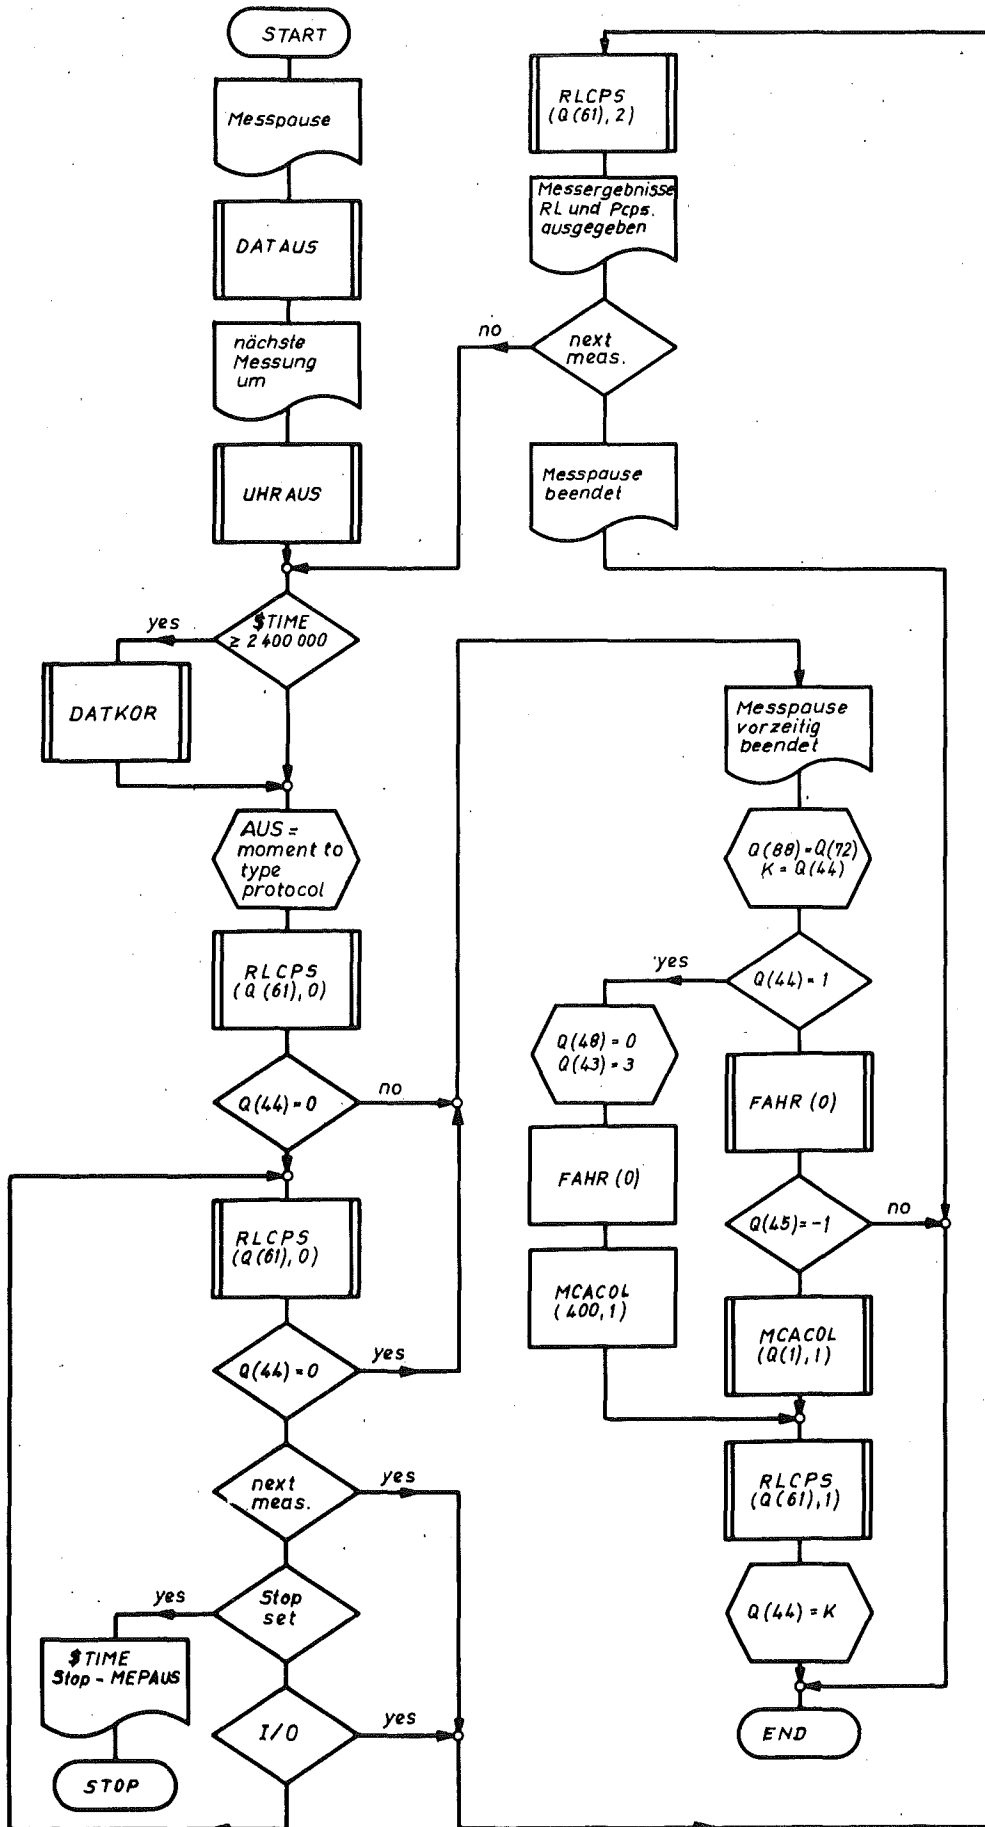 START
Messpause
DATAUS
nächste
Messung
um
UHRAUS
$TIME
≥ 2 400 000
yes
DATKOR
AUS =
moment to
type
protocol
RLCPS
(Q(61), 0)
Q(44) = 0
no
RLCPS
(Q(61), 0)
Q(44) = 0
yes
next
meas.
yes
Stop
set
yes
$TIME
Stop - MEPAUS
STOP
I/O
yes
RLCPS
(Q(61), 2)
Messergebnisse
RL und Pcps.
ausgegeben
next
meas.
no
Messpause
beendet
Messpause
vorzeitig
beendet
Q(88) = Q(72)
K = Q(44)
Q(44) = 1
yes
Q(48) = 0
Q(43) = 3
FAHR (0)
MCACOL
(400, 1)
FAHR (0)
Q(45) = -1
no
MCACOL
(Q(1), 1)
RLCPS
(Q(61), 1)
Q(44) = K
END